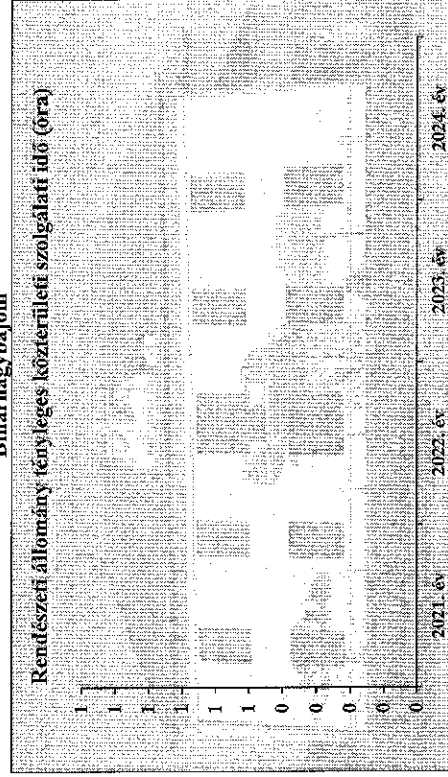 Biharnagybajom
Rendészeti állomány tényleges közterületi szolgálati idő (óra)
1
1
1
1
1
1
0
0
0
0
0
2021. év
2022. év
2023. év
2024. év